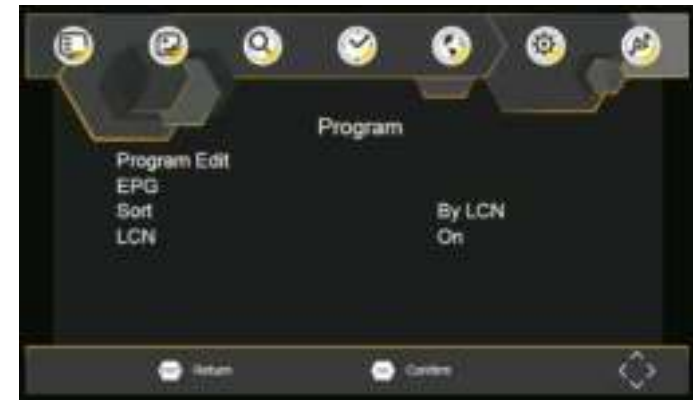 Program
Program Edit
EPG
Sort By LCN
LCN On
Return
Confirm